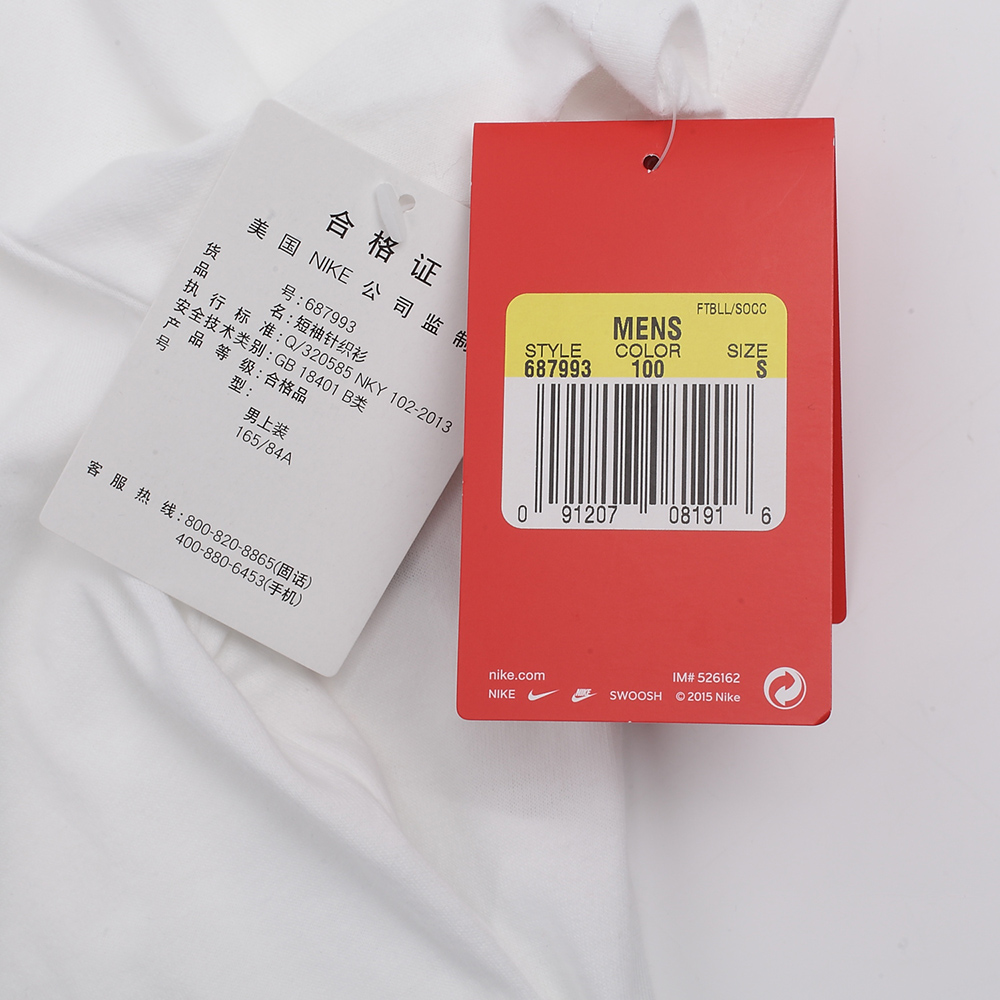 合格证
美国NIKE公司监制
货号:687993
品名:短袖针织衫
执行标准:Q/320585 NKY 102-2013
安全技术类别:GB 18401 B类
产品等级:合格品
号型:
男上装
165/84A
客服热线:800-820-8865(固话)
400-880-6453(手机)
FTBLL/SOCC
MENS
STYLE COLOR SIZE
687993 100 S
0 91207 08191 6
nike.com IM# 526162
NIKE NIKE SWOOSH © 2015 Nike